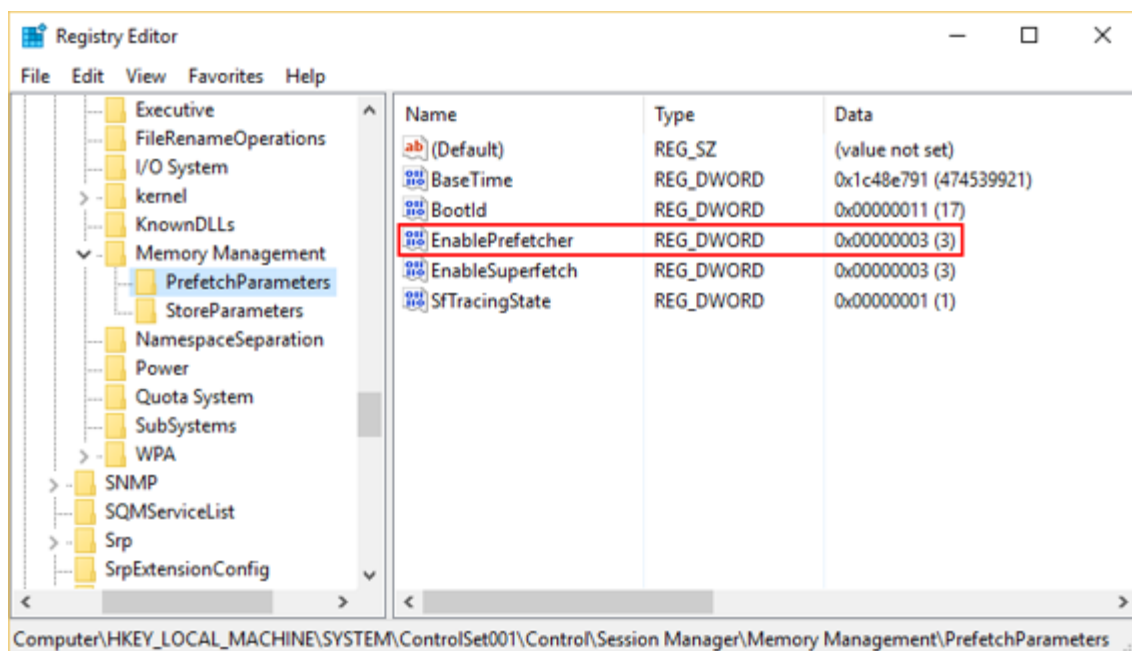 Registry Editor
File Edit View Favorites Help
Executive
FileRenameOperations
I/O System
kernel
KnownDLLs
Memory Management
PrefetchParameters
StoreParameters
NamespaceSeparation
Power
Quota System
SubSystems
WPA
SNMP
SQMServiceList
Srp
SrpExtensionConfig
Name Type Data
ab (Default) REG_SZ (value not set)
BaseTime REG_DWORD 0x1c48e791 (474539921)
BootId REG_DWORD 0x00000011 (17)
EnablePrefetcher REG_DWORD 0x00000003 (3)
EnableSuperfetch REG_DWORD 0x00000003 (3)
SfTracingState REG_DWORD 0x00000001 (1)
Computer\HKEY_LOCAL_MACHINE\SYSTEM\ControlSet001\Control\Session Manager\Memory Management\PrefetchParameters